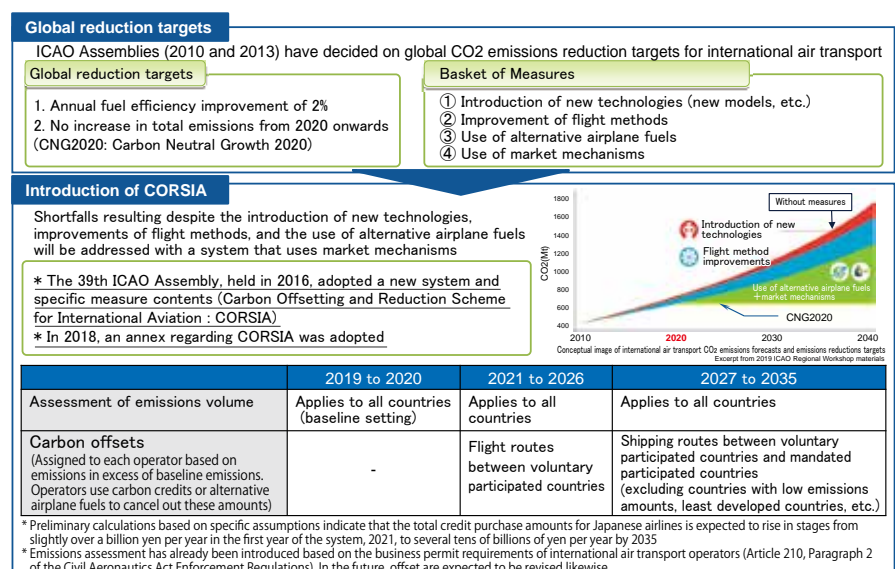 Global reduction targets
ICAO Assemblies (2010 and 2013) have decided on global CO2 emissions reduction targets for international air transport
Global reduction targets
1. Annual fuel efficiency improvement of 2%
2. No increase in total emissions from 2020 onwards
(CNG2020: Carbon Neutral Growth 2020)
Basket of Measures
① Introduction of new technologies (new models, etc.)
② Improvement of flight methods
③ Use of alternative airplane fuels
④ Use of market mechanisms
Introduction of CORSIA
Shortfalls resulting despite the introduction of new technologies,
improvements of flight methods, and the use of alternative airplane fuels
will be addressed with a system that uses market mechanisms
* The 39th ICAO Assembly, held in 2016, adopted a new system and
specific measure contents (Carbon Offsetting and Reduction Scheme
for International Aviation : CORSIA)
* In 2018, an annex regarding CORSIA was adopted
CO2(Mt)
1800
1600
1400
1200
1000
800
600
400
2010
2020
2030
2040
Without measures
Introduction of new
technologies
Flight method
improvements
Use of alternative airplane fuels
+market mechanisms
CNG2020
Conceptual image of international air transport CO2 emissions forecasts and emissions reductions targets
Excerpt from 2019 ICAO Regional Workshop materials
2019 to 2020
2021 to 2026
2027 to 2035
Assessment of emissions volume
Applies to all countries
(baseline setting)
Applies to all
countries
Applies to all countries
Carbon offsets
(Assigned to each operator based on
emissions in excess of baseline emissions.
Operators use carbon credits or alternative
airplane fuels to cancel out these amounts)
-
Flight routes
between voluntary
participated countries
Shipping routes between voluntary
participated countries and mandated
participated countries
(excluding countries with low emissions
amounts, least developed countries, etc.)
* Preliminary calculations based on specific assumptions indicate that the total credit purchase amounts for Japanese airlines is expected to rise in stages from
slightly over a billion yen per year in the first year of the system, 2021, to several tens of billions of yen per year by 2035
* Emissions assessment has already been introduced based on the business permit requirements of international air transport operators (Article 210, Paragraph 2
of the Civil Aeronautics Act Enforcement Regulations). In the future, offset are expected to be revised likewise